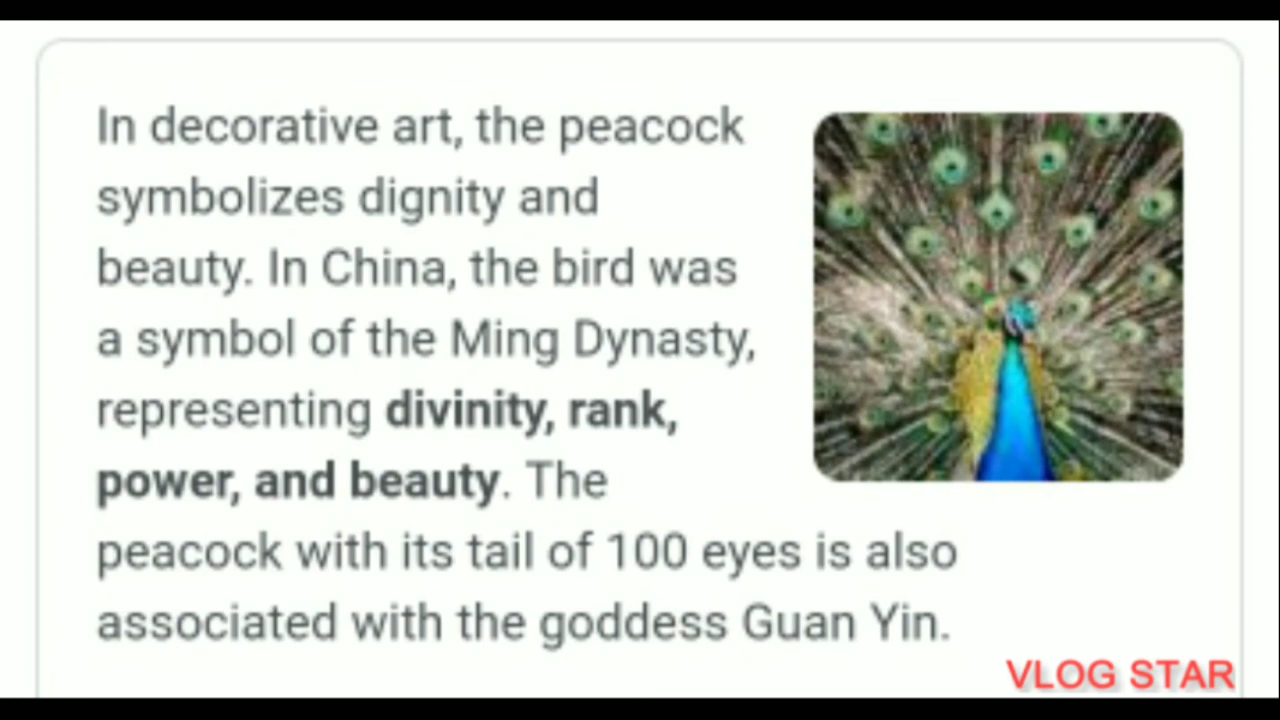 In decorative art, the peacock
symbolizes dignity and
beauty. In China, the bird was
a symbol of the Ming Dynasty,
representing divinity, rank,
power, and beauty. The
peacock with its tail of 100 eyes is also
associated with the goddess Guan Yin.
VLOG STAR